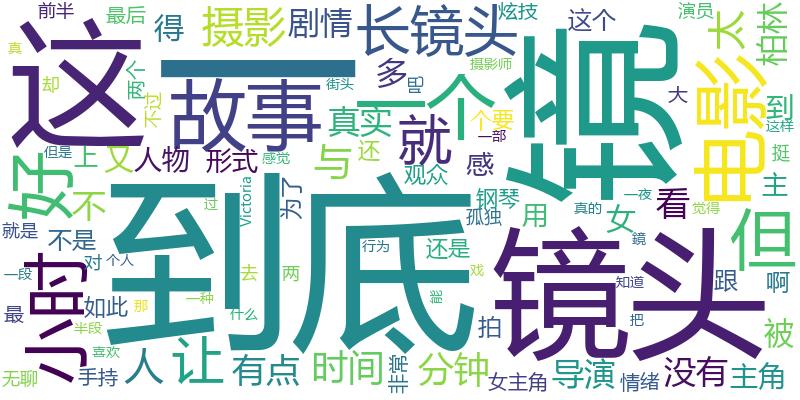 前半
最后
得
摄影
剧情
长镜头
炫技
这个
演员
太
柏林
真
却
这
一
故事
两个
不过
多
吧
街头
摄影师
一个
镜
电影
大
到
这样
好
但是
上
又
人物
形式
感觉
真实
与
还
就
一部
个要
感
观众
挺
主
不
就是
不是
对
个人
过
Victoria
为了
到底
钢琴
孤独
用
女
一夜
真的
看
觉得
但
小时
一段
如此
去
两
行为
还是
镜头
鏡
知道
跟
啊
最
那
半段
一种
什么
能
戏
拍
把
被
无聊
喜欢
手持
人
让
有点
时间
非常
分钟
女主角
导演
情绪
没有
主角